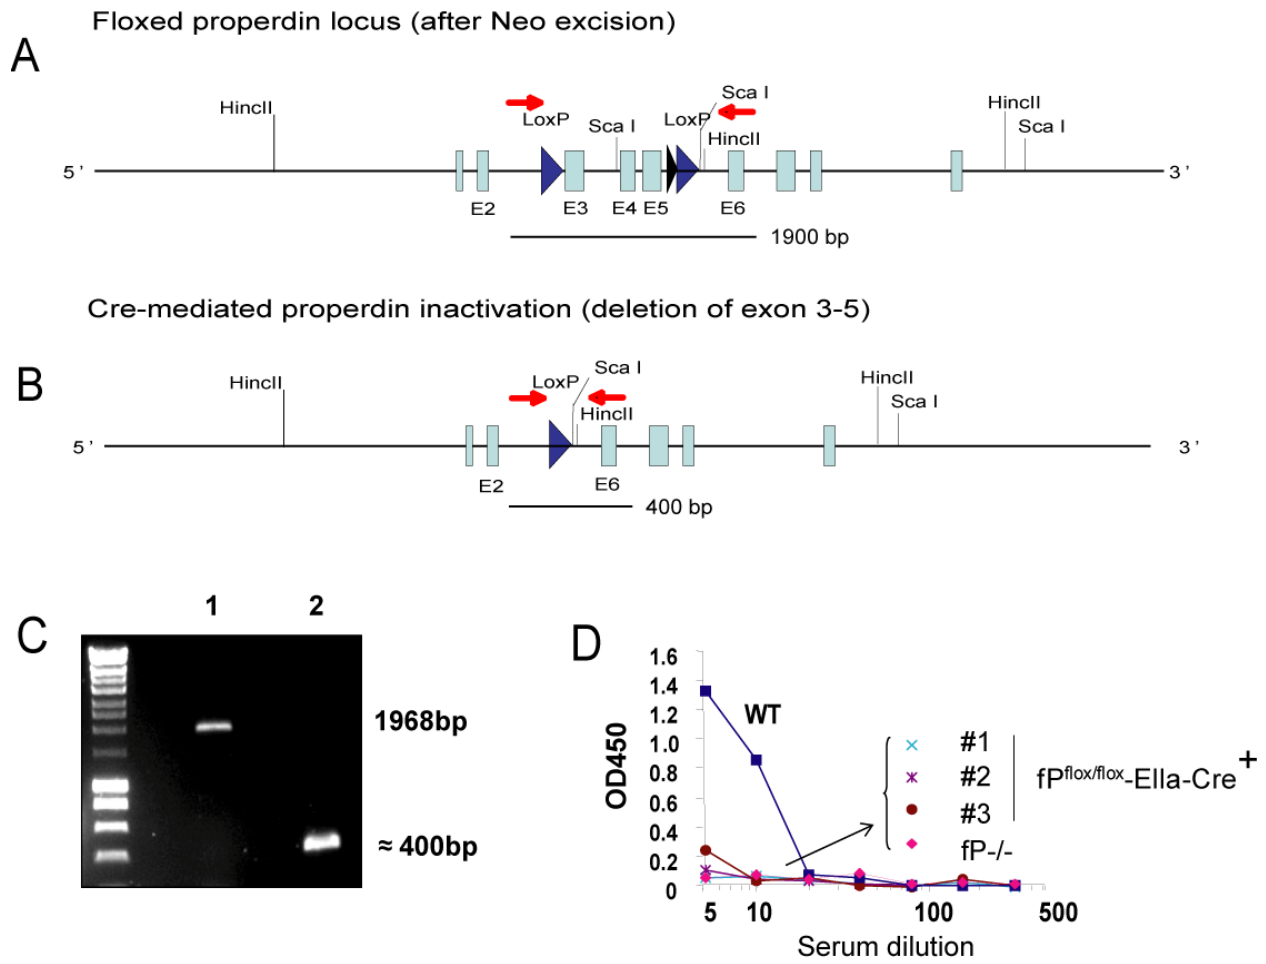 Floxed properdin locus (after Neo excision)
A
HincII
LoxP
Sca I
LoxP
Sca I
HincII
HincII
Sca I
5 ’
3 ’
E2
E3
E4
E5
E6
1900 bp
Cre-mediated properdin inactivation (deletion of exon 3-5)
B
HincII
LoxP
Sca I
HincII
HincII
Sca I
5 ’
3 ’
E2
E6
400 bp
C
1
2
1968bp
≈ 400bp
D
OD450
1.6
1.4
1.2
1.0
0.8
0.6
0.4
0.2
0
WT
#1
#2
#3
fP-/-
fPflox/flox-Ella-Cre+
5
10
100
500
Serum dilution